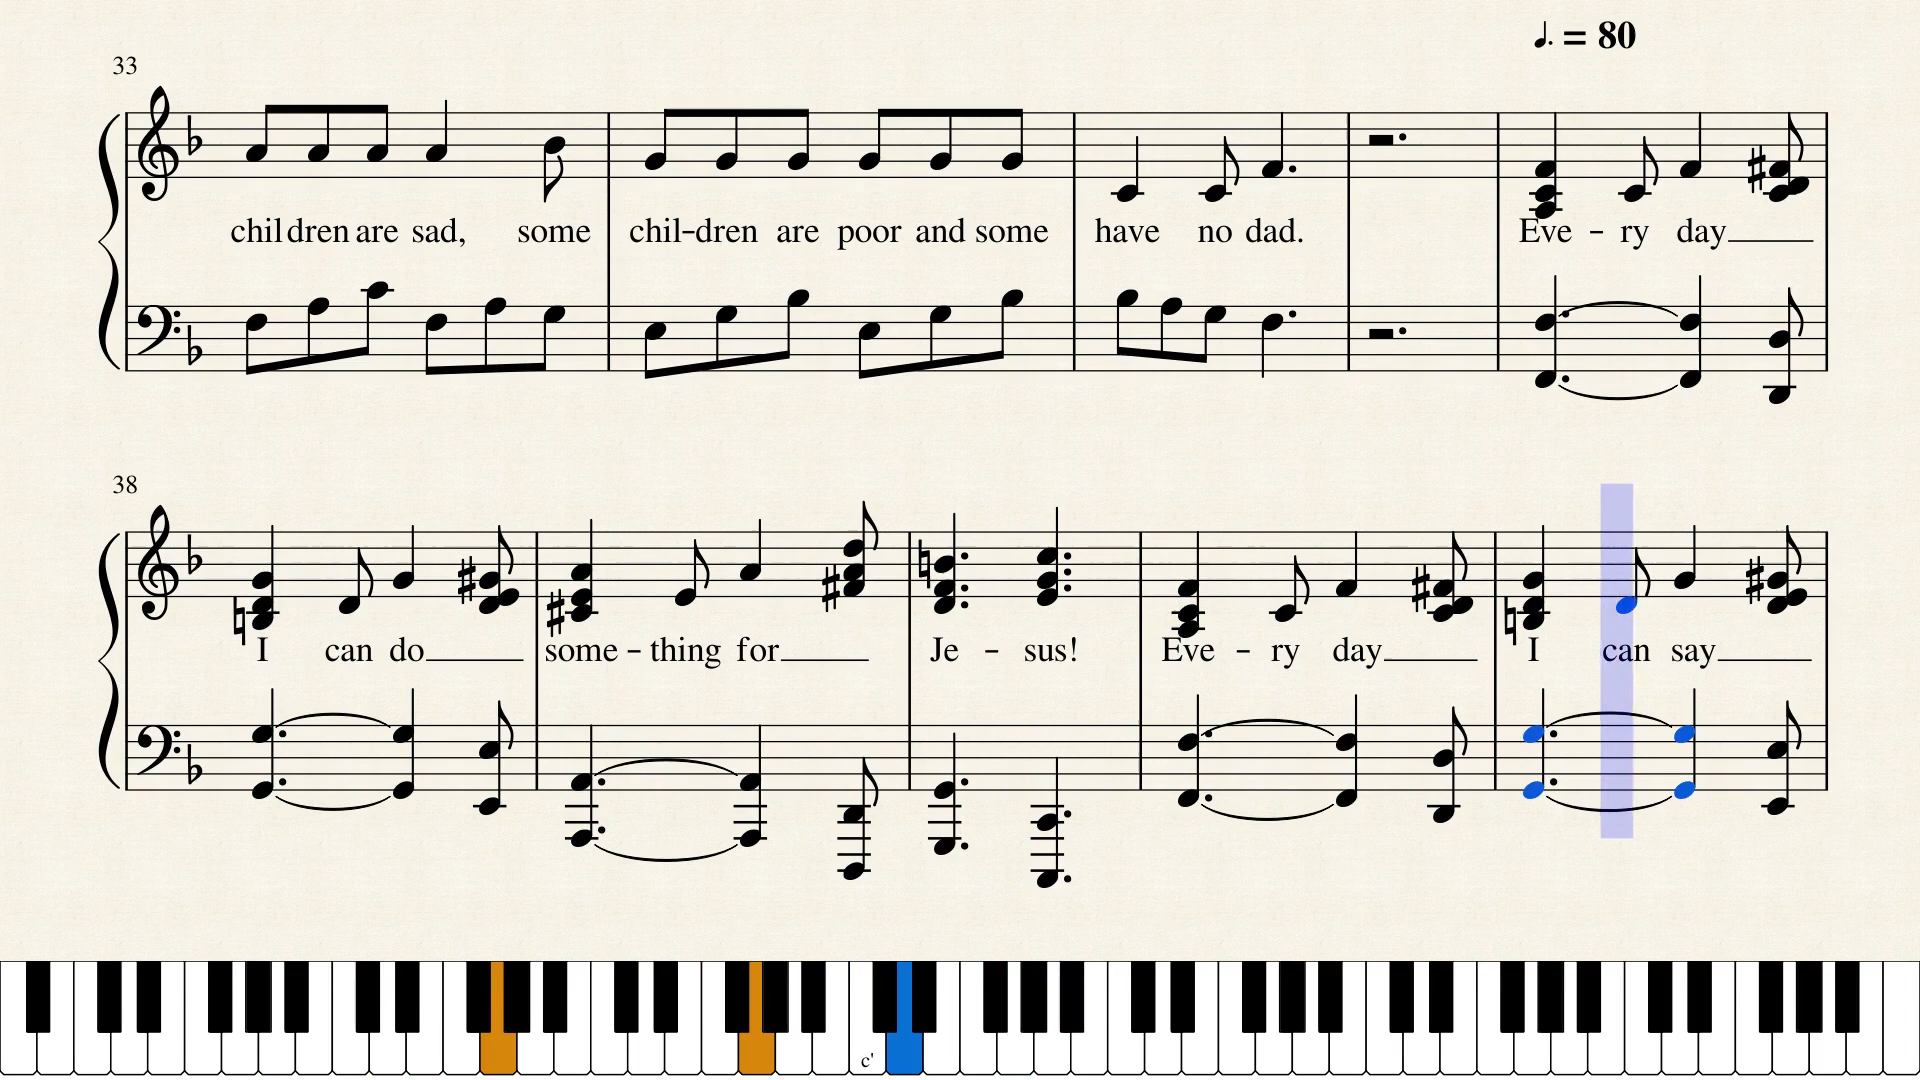 ♩. = 80
33
chil dren are sad, some chil-dren are poor and some have no dad. Eve - ry day
38
I can do some - thing for Je - sus! Eve - ry day I can say
c'